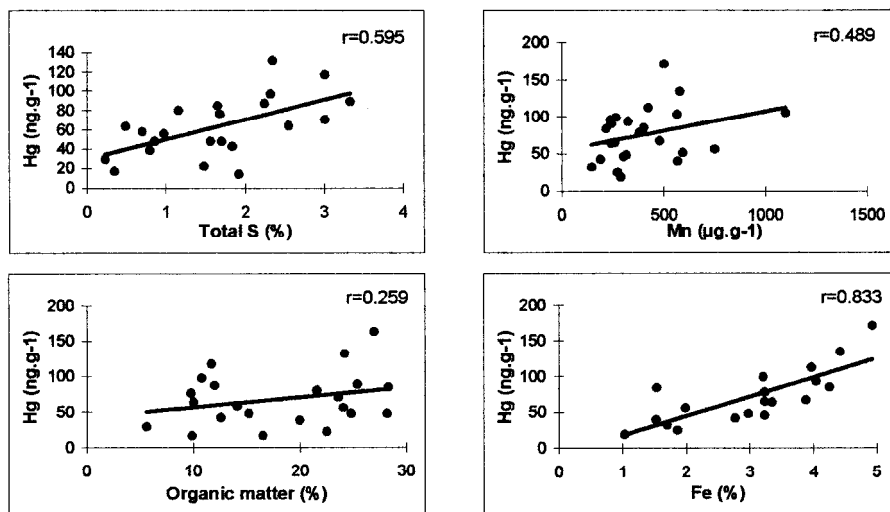 r=0.595
Hg (ng.g-1)
140
120
100
80
60
40
20
0
0 1 2 3 4
Total S (%)
r=0.489
Hg (ng.g-1)
200
150
100
50
0
0 500 1000 1500
Mn (µg.g-1)
r=0.259
Hg (ng.g-1)
200
150
100
50
0
0 10 20 30
Organic matter (%)
r=0.833
Hg (ng.g-1)
200
150
100
50
0
0 1 2 3 4 5
Fe (%)